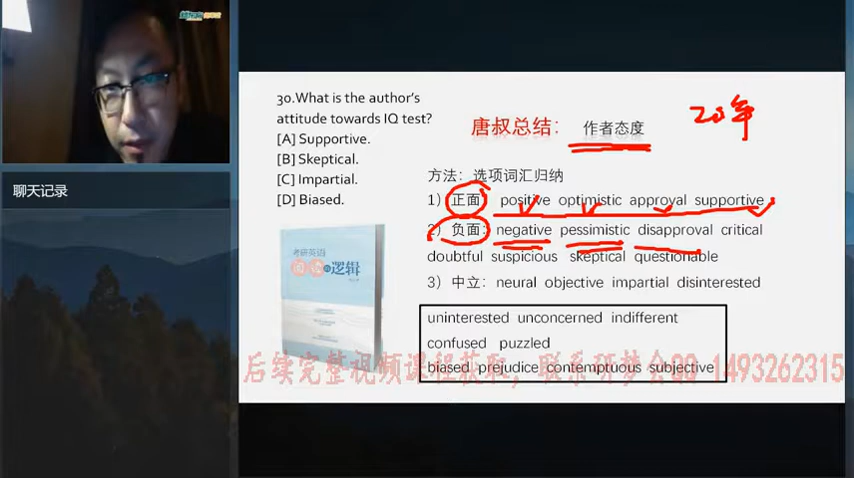 30.What is the author's
attitude towards IQ test?
[A] Supportive.
[B] Skeptical.
[C] Impartial.
[D] Biased.
唐叔总结： 作者态度
20年
方法：选项词汇归纳
1）正面：positive optimistic approval supportive
2）负面：negative pessimistic disapproval critical
doubtful suspicious skeptical questionable
3）中立：neural objective impartial disinterested
uninterested unconcerned indifferent
confused puzzled
biased prejudice contemptuous subjective
后续完整视频课程获取，联系研梦会QQ 1493262315
考研英语
阅读的逻辑
聊天记录